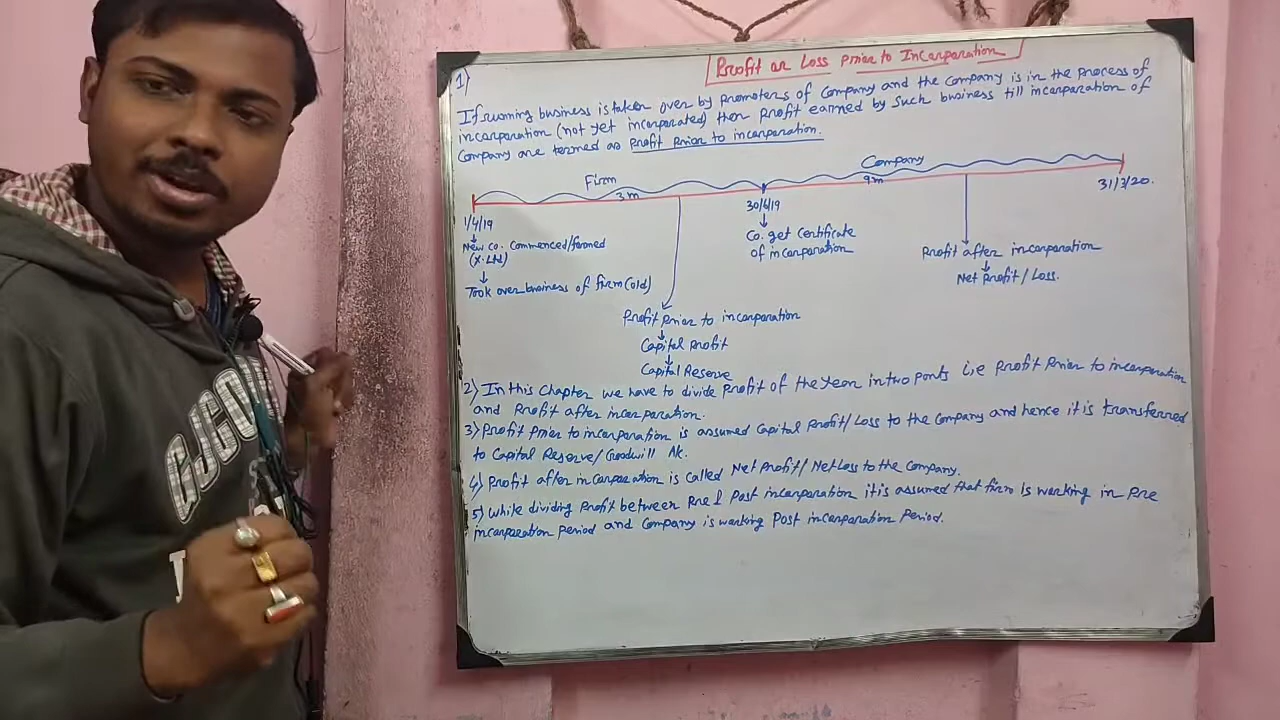 Profit or Loss prior to Incorporation
1)
If running business is taken over by promoters of company and the company is in the process of
incorporation (not yet incorporated) then profit earned by such business till incorporation of
company are termed as profit prior to incorporation.
Firm
Company
3m
9m
1/4/19
30/6/19
31/3/20.
New co. commenced/formed
(X. Ltd)
Took over business of firm (old)
Co. get certificate
of incorporation
Profit after incorporation
Net Profit / Loss.
Profit prior to incorporation
Capital Profit
Capital Reserve
2) In this Chapter we have to divide profit of the year in two parts i.e Profit Prior to incorporation
and Profit after incorporation.
3) Profit prior to incorporation is assumed Capital Profit/Loss to the company and hence it is transferred
to Capital Reserve/Goodwill A/c.
4) Profit after incorporation is called Net Profit/Net Loss to the company.
5) While dividing profit between Pre & Post incorporation it is assumed that firm is working in Pre
incorporation period and company is working Post incorporation period.